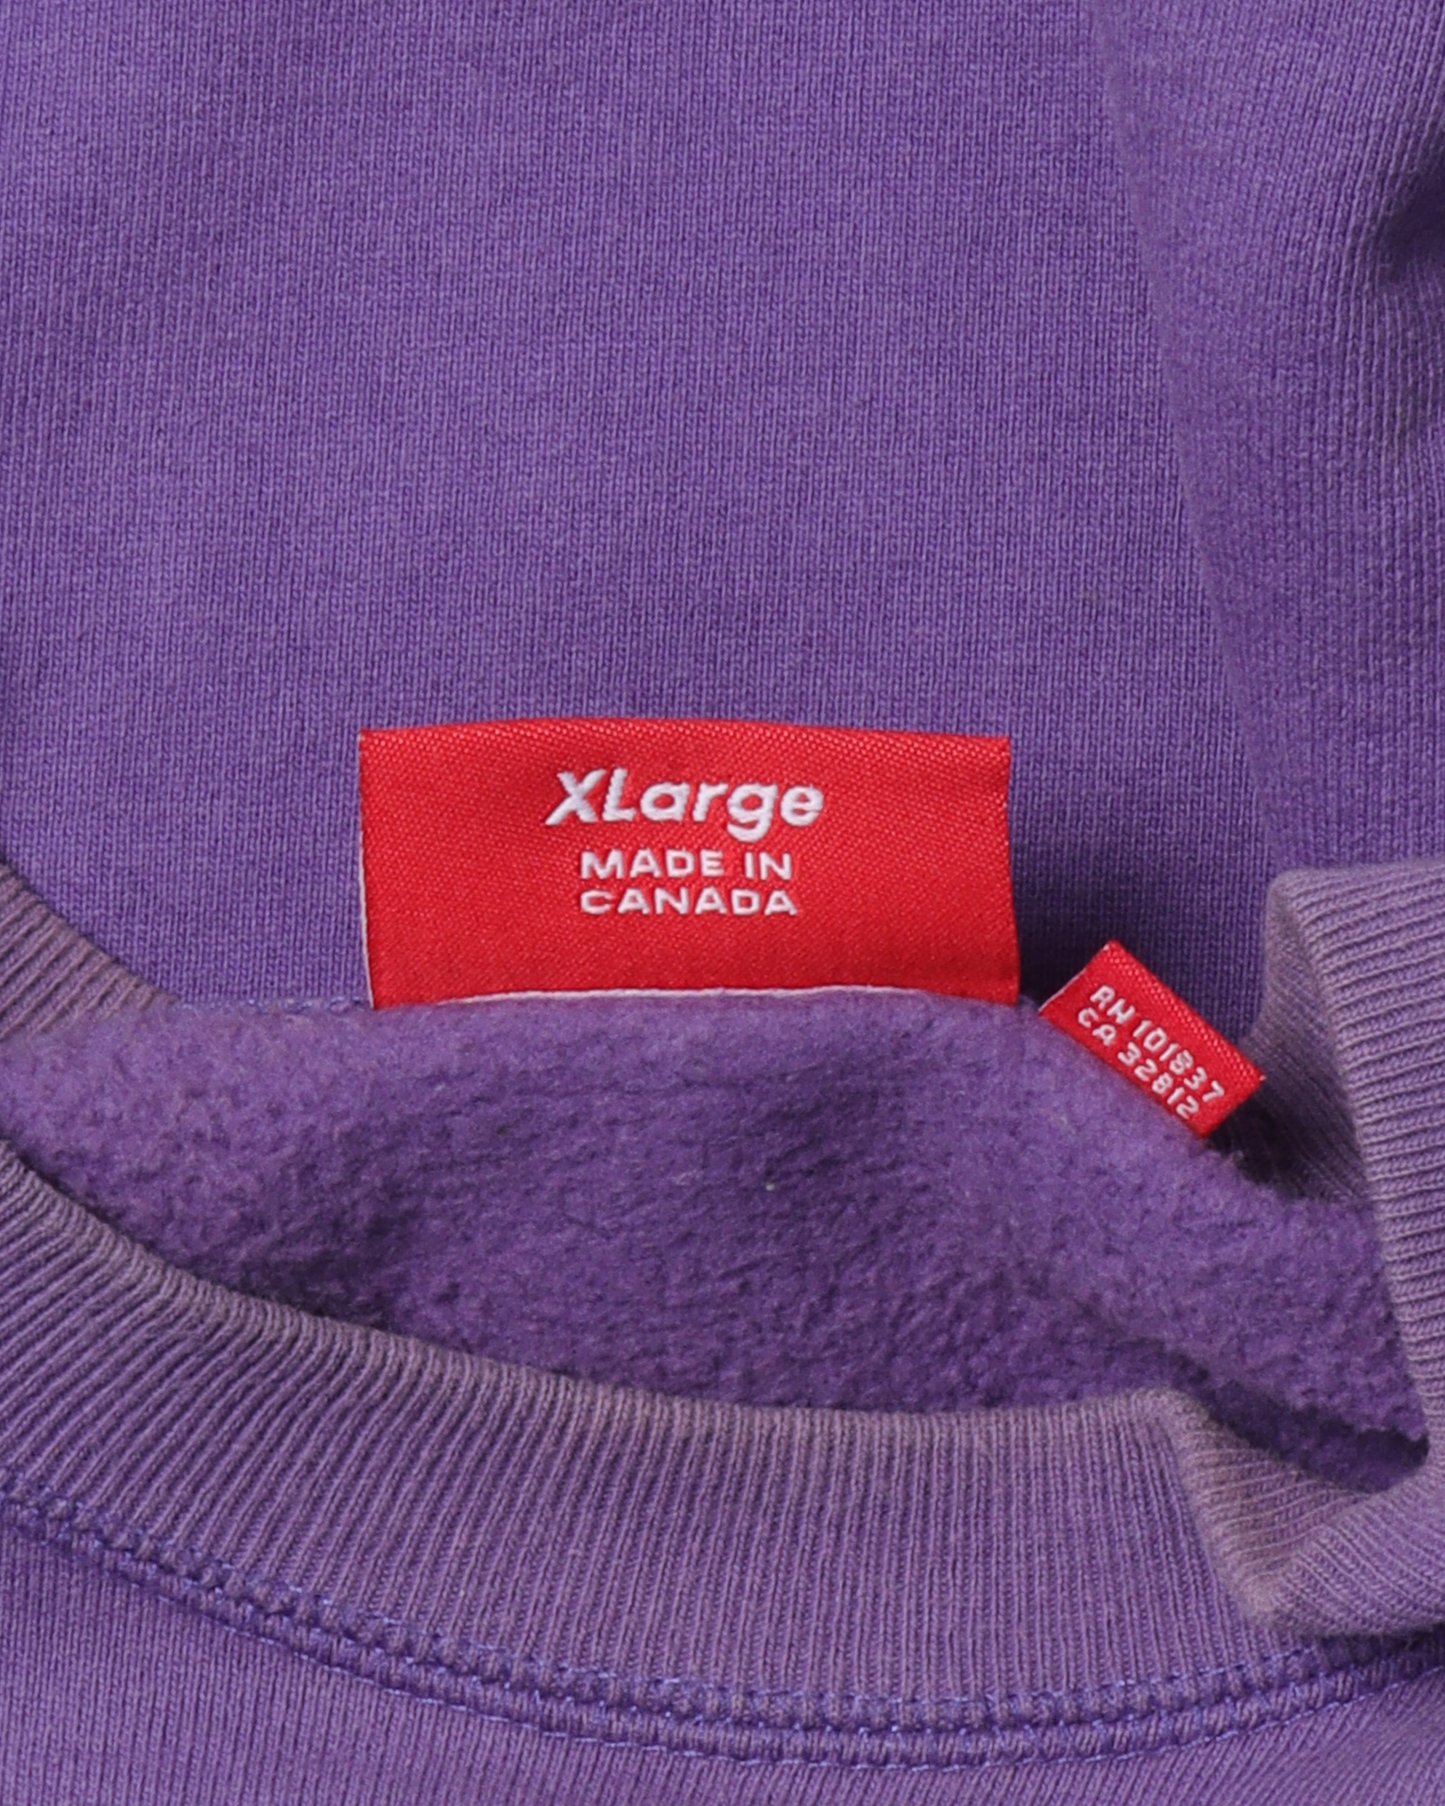 XLarge
MADE IN
CANADA
RN 101837
CA 32812